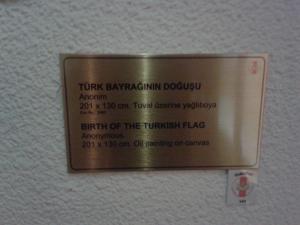 TÜRK BAYRAĞININ DOĞUŞU
Anonim
201 x 130 cm. Tuval üzerine yağlıboya
BIRTH OF THE TURKISH FLAG
Anonymous
201 x 130 cm. Oil painting on canvas